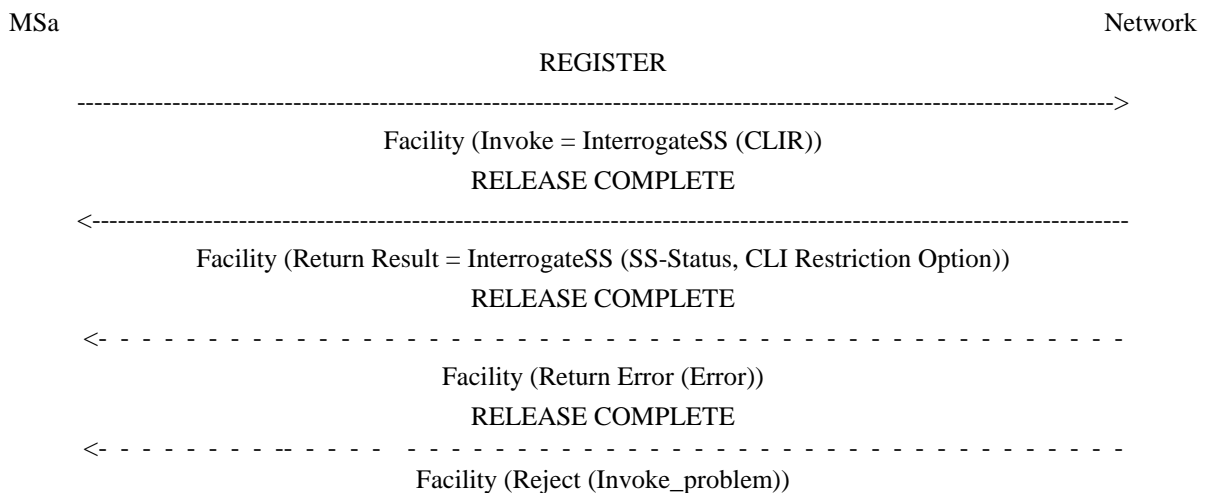 MSa Network
REGISTER
Facility (Invoke = InterrogateSS (CLIR))
RELEASE COMPLETE
Facility (Return Result = InterrogateSS (SS-Status, CLI Restriction Option))
RELEASE COMPLETE
Facility (Return Error (Error))
RELEASE COMPLETE
Facility (Reject (Invoke_problem))